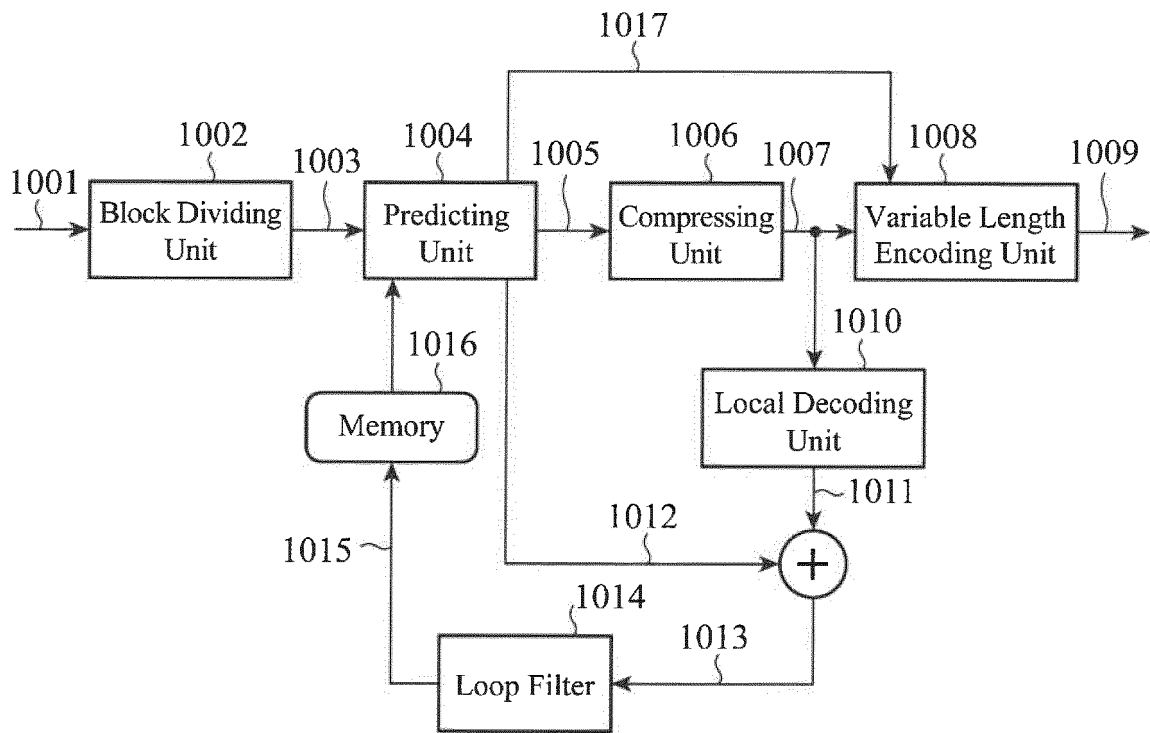 1017
1002
1004
1006
1008
1001
1003
1005
1007
1009
Block Dividing
Unit
Predicting
Unit
Compressing
Unit
Variable Length
Encoding Unit
1016
1010
Memory
Local Decoding
Unit
1011
1012
1015
+
1014
1013
Loop Filter